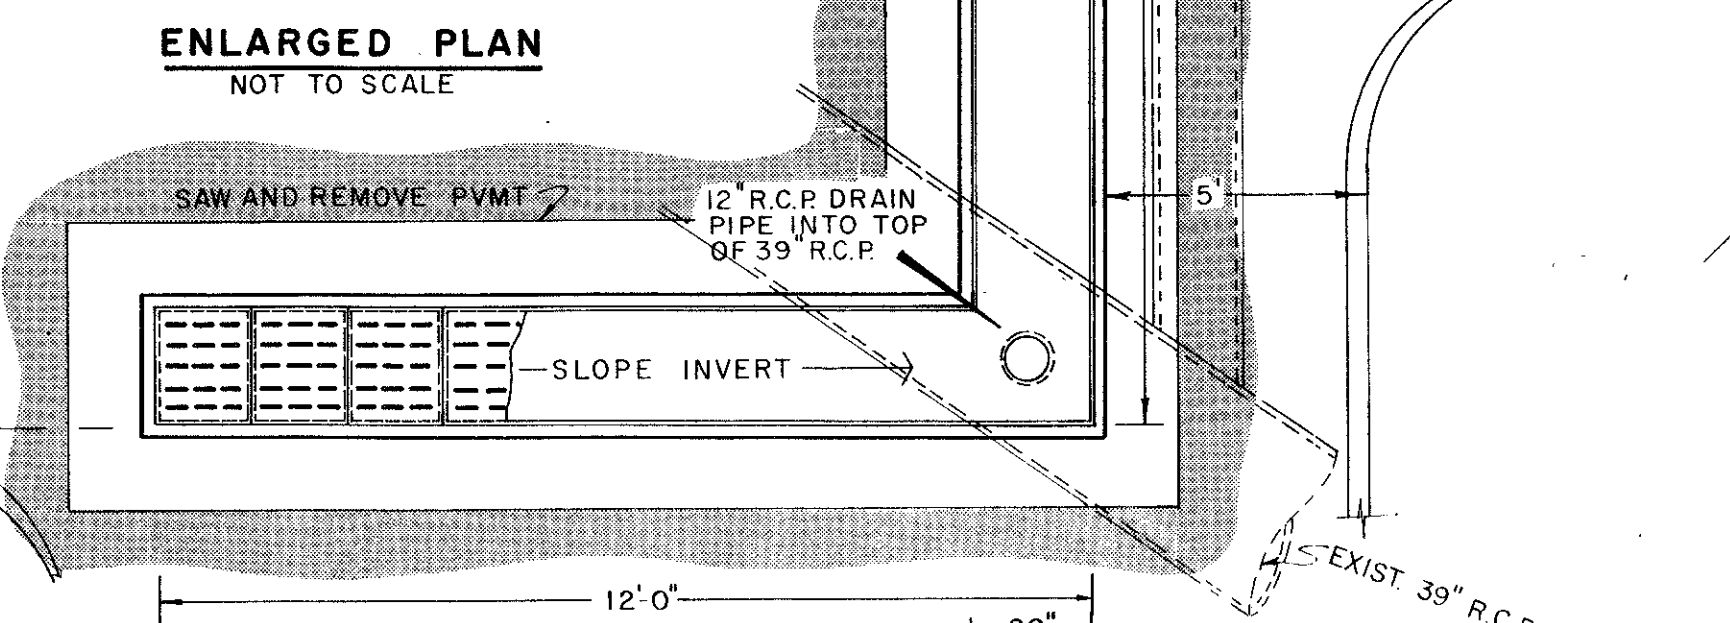 ENLARGED PLAN
NOT TO SCALE
SAW AND REMOVE PVMT
12" R.C.P. DRAIN
PIPE INTO TOP
OF 39" R.C.P.
5'
SLOPE INVERT
EXIST. 39" R.C.P.
12'-0"